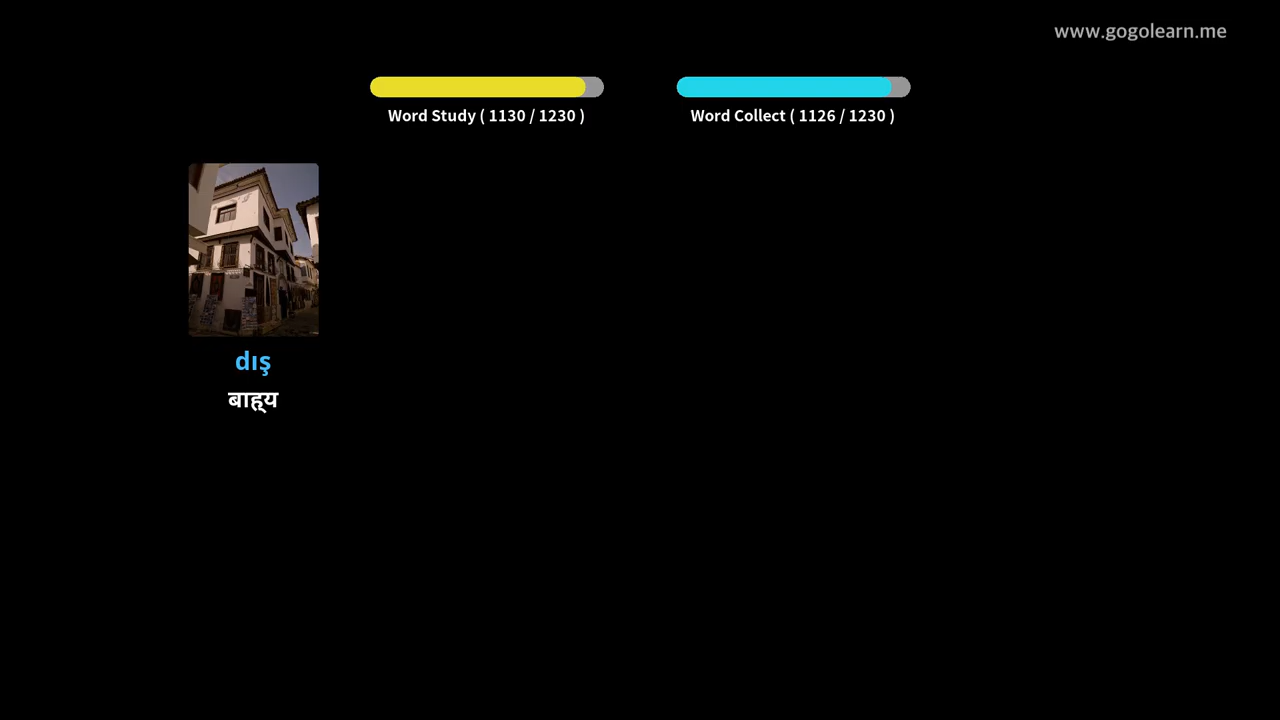 www.gogolearn.me
Word Study ( 1130 / 1230 )
Word Collect ( 1126 / 1230 )
dış
बाह्य